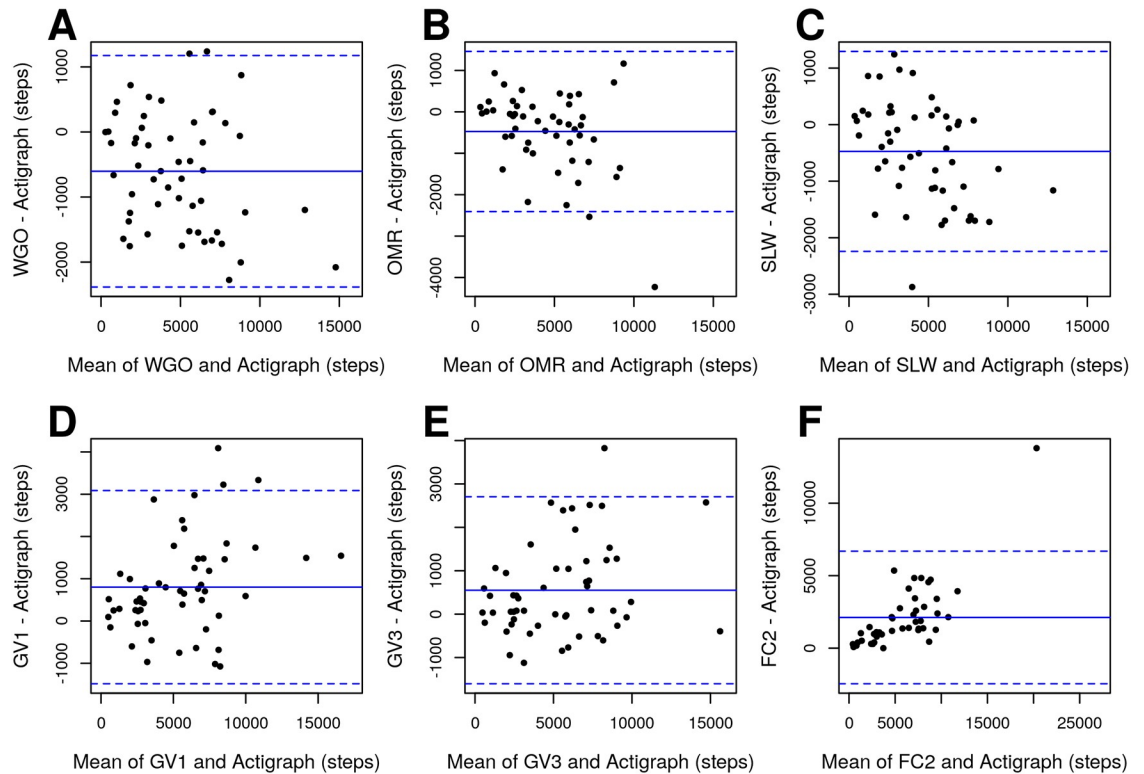 A
WGO - Actigraph (steps)
1000
0
-1000
-2000
0 5000 10000 15000
Mean of WGO and Actigraph (steps)
B
OMR - Actigraph (steps)
1000
0
-2000
-4000
0 5000 10000 15000
Mean of OMR and Actigraph (steps)
C
SLW - Actigraph (steps)
1000
0
-1000
-2000
-3000
0 5000 10000 15000
Mean of SLW and Actigraph (steps)
D
GV1 - Actigraph (steps)
3000
1000
0
-1000
0 5000 10000 15000
Mean of GV1 and Actigraph (steps)
E
GV3 - Actigraph (steps)
3000
1000
0
-1000
0 5000 10000 15000
Mean of GV3 and Actigraph (steps)
F
FC2 - Actigraph (steps)
10000
5000
0
0 5000 15000 25000
Mean of FC2 and Actigraph (steps)